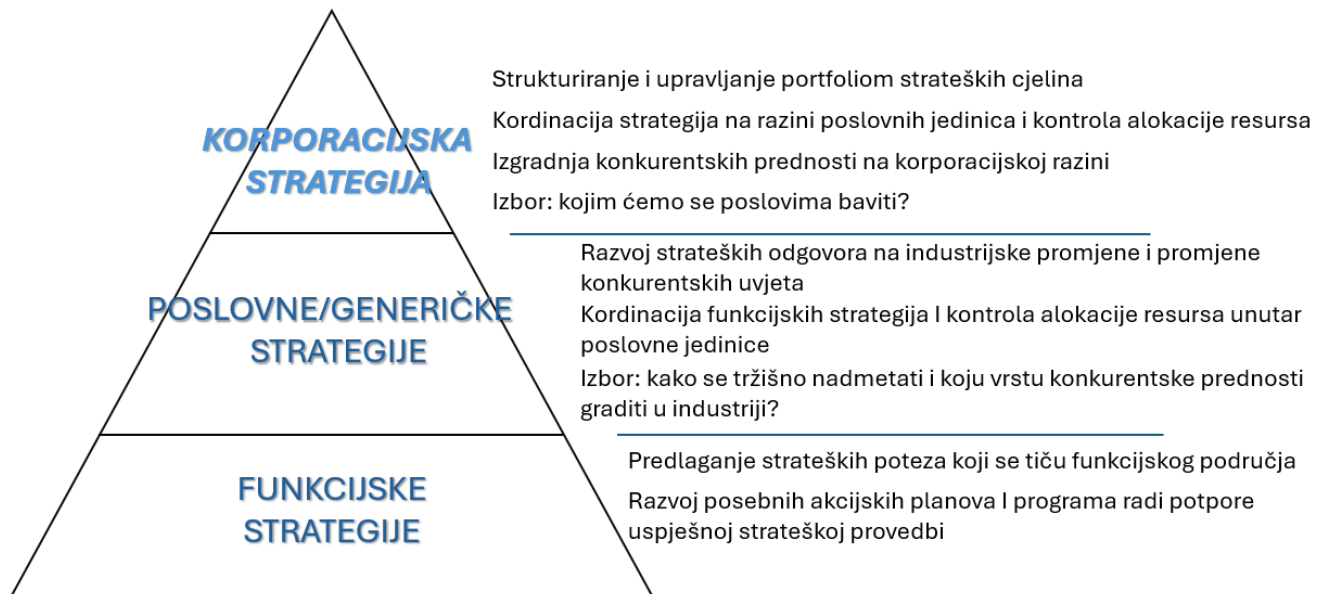 KORPORACIJSKA
STRATEGIJA
Strukturiranje i upravljanje portfoliom strateških cjelina
Kordinacija strategija na razini poslovnih jedinica i kontrola alokacije resursa
Izgradnja konkurentskih prednosti na korporacijskoj razini
Izbor: kojim ćemo se poslovima baviti?
POSLOVNE/GENERIČKE
STRATEGIJE
Razvoj strateških odgovora na industrijske promjene i promjene
konkurentskih uvjeta
Kordinacija funkcijskih strategija I kontrola alokacije resursa unutar
poslovne jedinice
Izbor: kako se tržišno nadmetati i koju vrstu konkurentske prednosti
graditi u industriji?
FUNKCIJSKE
STRATEGIJE
Predlaganje strateških poteza koji se tiču funkcijskog područja
Razvoj posebnih akcijskih planova I programa radi potpore
uspješnoj strateškoj provedbi